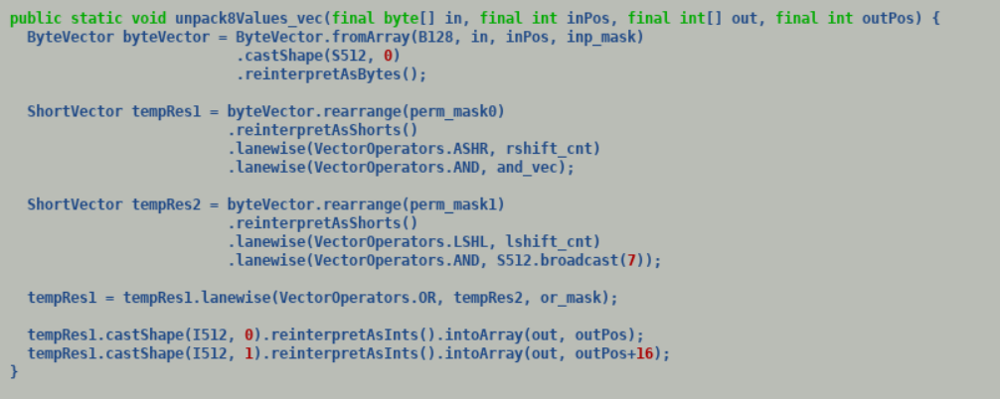 public static void unpack8Values_vec(final byte[] in, final int inPos, final int[] out, final int outPos) {
  ByteVector byteVector = ByteVector.fromArray(B128, in, inPos, inp_mask)
                          .castShape(S512, 0)
                          .reinterpretAsBytes();

  ShortVector tempRes1 = byteVector.rearrange(perm_mask0)
                         .reinterpretAsShorts()
                         .lanewise(VectorOperators.ASHR, rshift_cnt)
                         .lanewise(VectorOperators.AND, and_vec);

  ShortVector tempRes2 = byteVector.rearrange(perm_mask1)
                         .reinterpretAsShorts()
                         .lanewise(VectorOperators.LSHL, lshift_cnt)
                         .lanewise(VectorOperators.AND, S512.broadcast(7));

  tempRes1 = tempRes1.lanewise(VectorOperators.OR, tempRes2, or_mask);

  tempRes1.castShape(I512, 0).reinterpretAsInts().intoArray(out, outPos);
  tempRes1.castShape(I512, 1).reinterpretAsInts().intoArray(out, outPos+16);
}